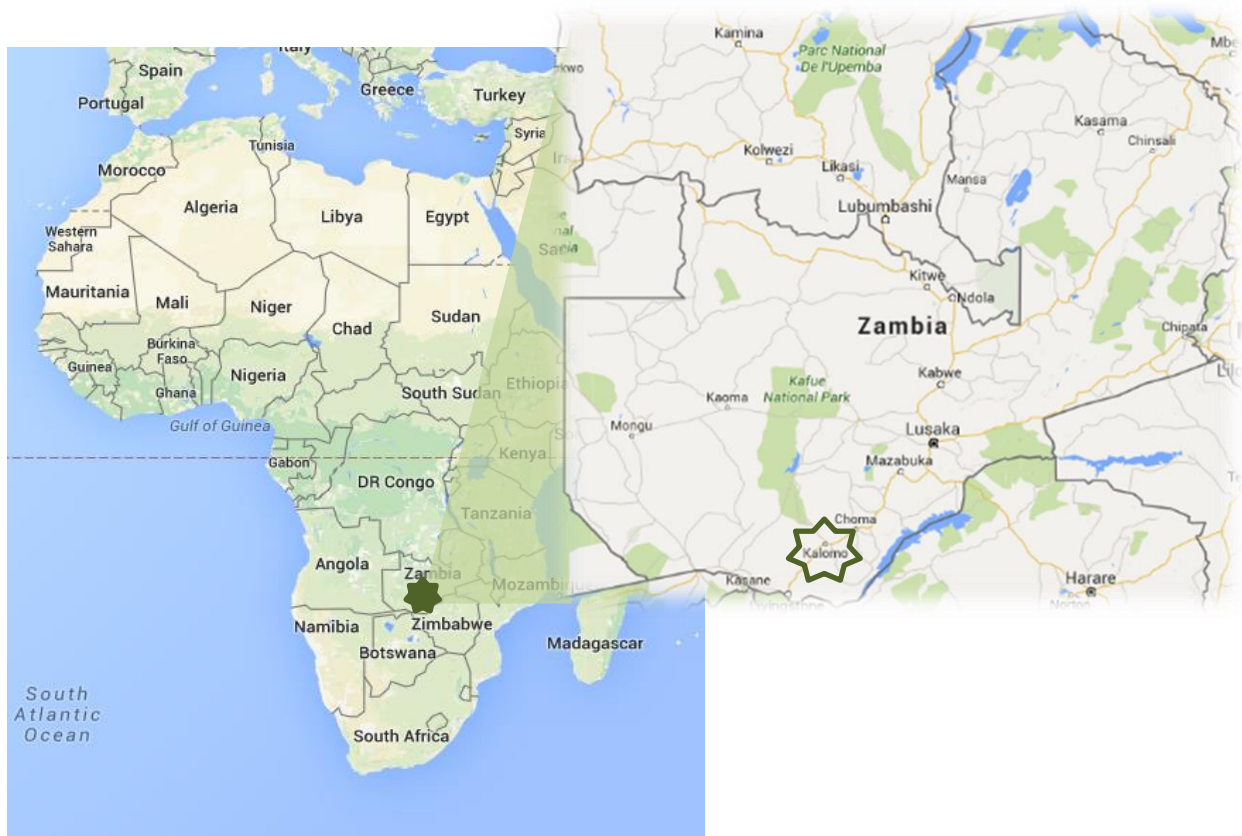 Italy
Spain
Portugal
Greece
Turkey
Syria
Tunisia
Morocco
Algeria
Libya
Egypt
Western
Sahara
Mauritania
Mali
Niger
Chad
Sudan
Burkina
Faso
Guinea
Ghana
Nigeria
South Sudan
Ethiopia
Gulf of Guinea
Gabon
Kenya
DR Congo
Tanzania
Angola
Zambia
Mozambique
Namibia
Zimbabwe
Botswana
Madagascar
South Africa
South
Atlantic
Ocean
Kamina
Parc National
De l'Upemba
Kasama
Chinsali
Kolwezi
Likasi
Mansa
Lubumbashi
Kitwe
Ndola
Zambia
Chipata
Kabwe
Kafue
National Park
Kaoma
Mongu
Lusaka
Mazabuka
Choma
Kalomo
Kasane
Livingstone
Harare
Norton